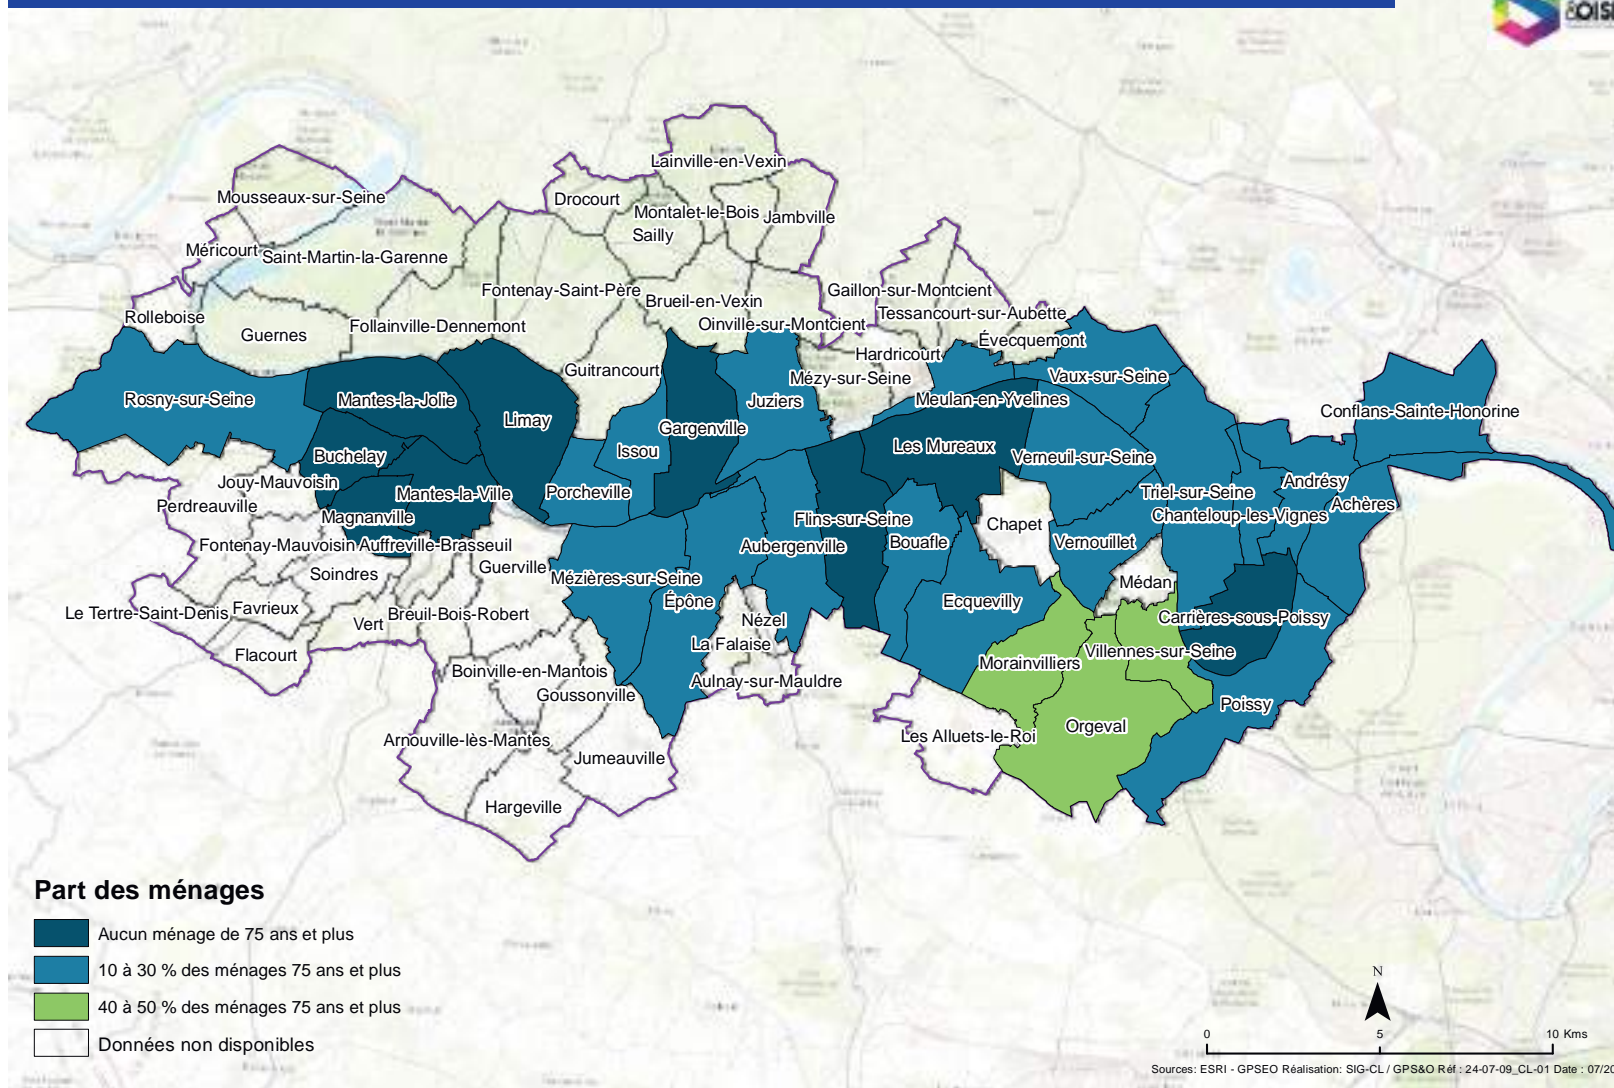 Lainville-en-Vexin
Mousseaux-sur-Seine
Drocourt
Montalet-le-Bois
Jambville
Sailly
Méricourt
Saint-Martin-la-Garenne
Fontenay-Saint-Père
Gaillon-sur-Montcient
Brueil-en-Vexin
Tessancourt-sur-Aubette
Rolleboise
Oinville-sur-Montcient
Follainville-Dennemont
Guernes
Évecquemont
Hardricourt
Guitrancourt
Mézy-sur-Seine
Vaux-sur-Seine
Rosny-sur-Seine
Mantes-la-Jolie
Juziers
Meulan-en-Yvelines
Conflans-Sainte-Honorine
Limay
Gargenville
Les Mureaux
Issou
Buchelay
Verneuil-sur-Seine
Jouy-Mauvoisin
Andrésy
Porcheville
Mantes-la-Ville
Triel-sur-Seine
Perdreauville
Achères
Magnanville
Flins-sur-Seine
Chanteloup-les-Vignes
Chapet
Fontenay-Mauvoisin
Auffreville-Brasseuil
Aubergenville
Bouafle
Vernouillet
Guerville
Soindres
Mézières-sur-Seine
Médan
Épône
Ecquevilly
Le Tertre-Saint-Denis
Favrieux
Breuil-Bois-Robert
Carrières-sous-Poissy
Vert
Nézel
La Falaise
Flacourt
Villennes-sur-Seine
Morainvilliers
Boinville-en-Mantois
Aulnay-sur-Mauldre
Goussonville
Poissy
Orgeval
Les Alluets-le-Roi
Arnouville-lès-Mantes
Jumeauville
Hargeville
Part des ménages
Aucun ménage de 75 ans et plus
10 à 30 % des ménages 75 ans et plus
40 à 50 % des ménages 75 ans et plus
Données non disponibles
N
0 5 10 Kms
Sources: ESRI - GPSEO Réalisation: SIG-CL / GPS&O Réf : 24-07-09_CL-01 Date : 07/20